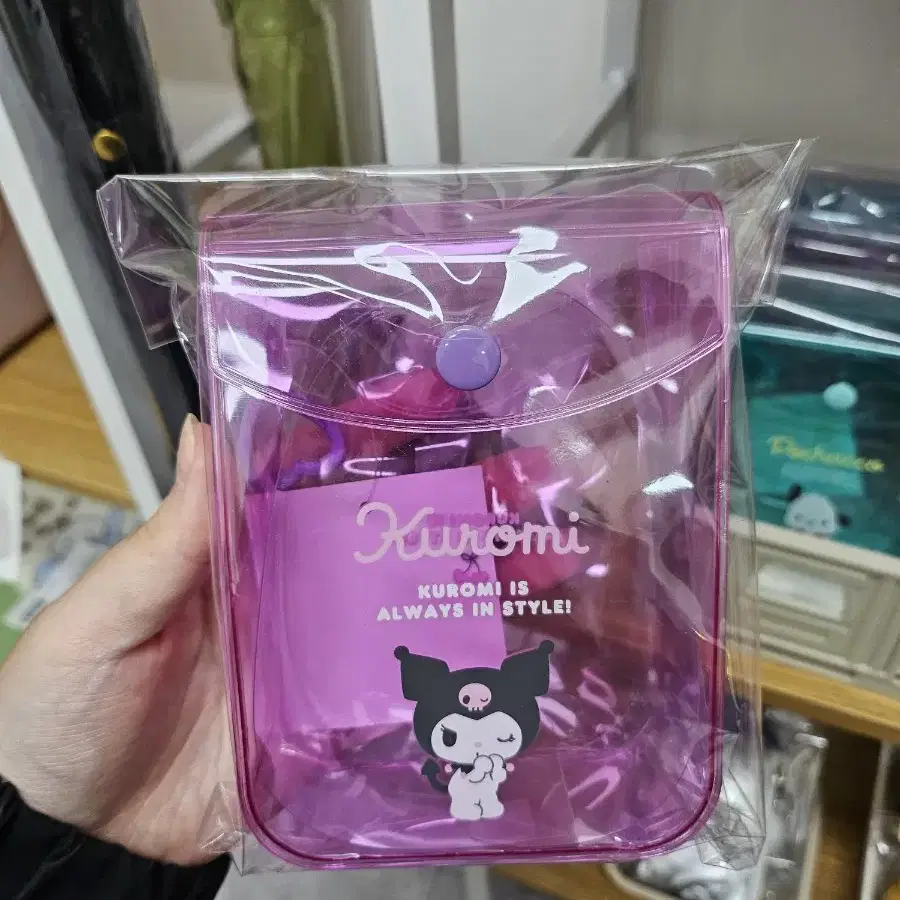 Kuromi
KUROMI IS
ALWAYS IN STYLE!
Pochacco